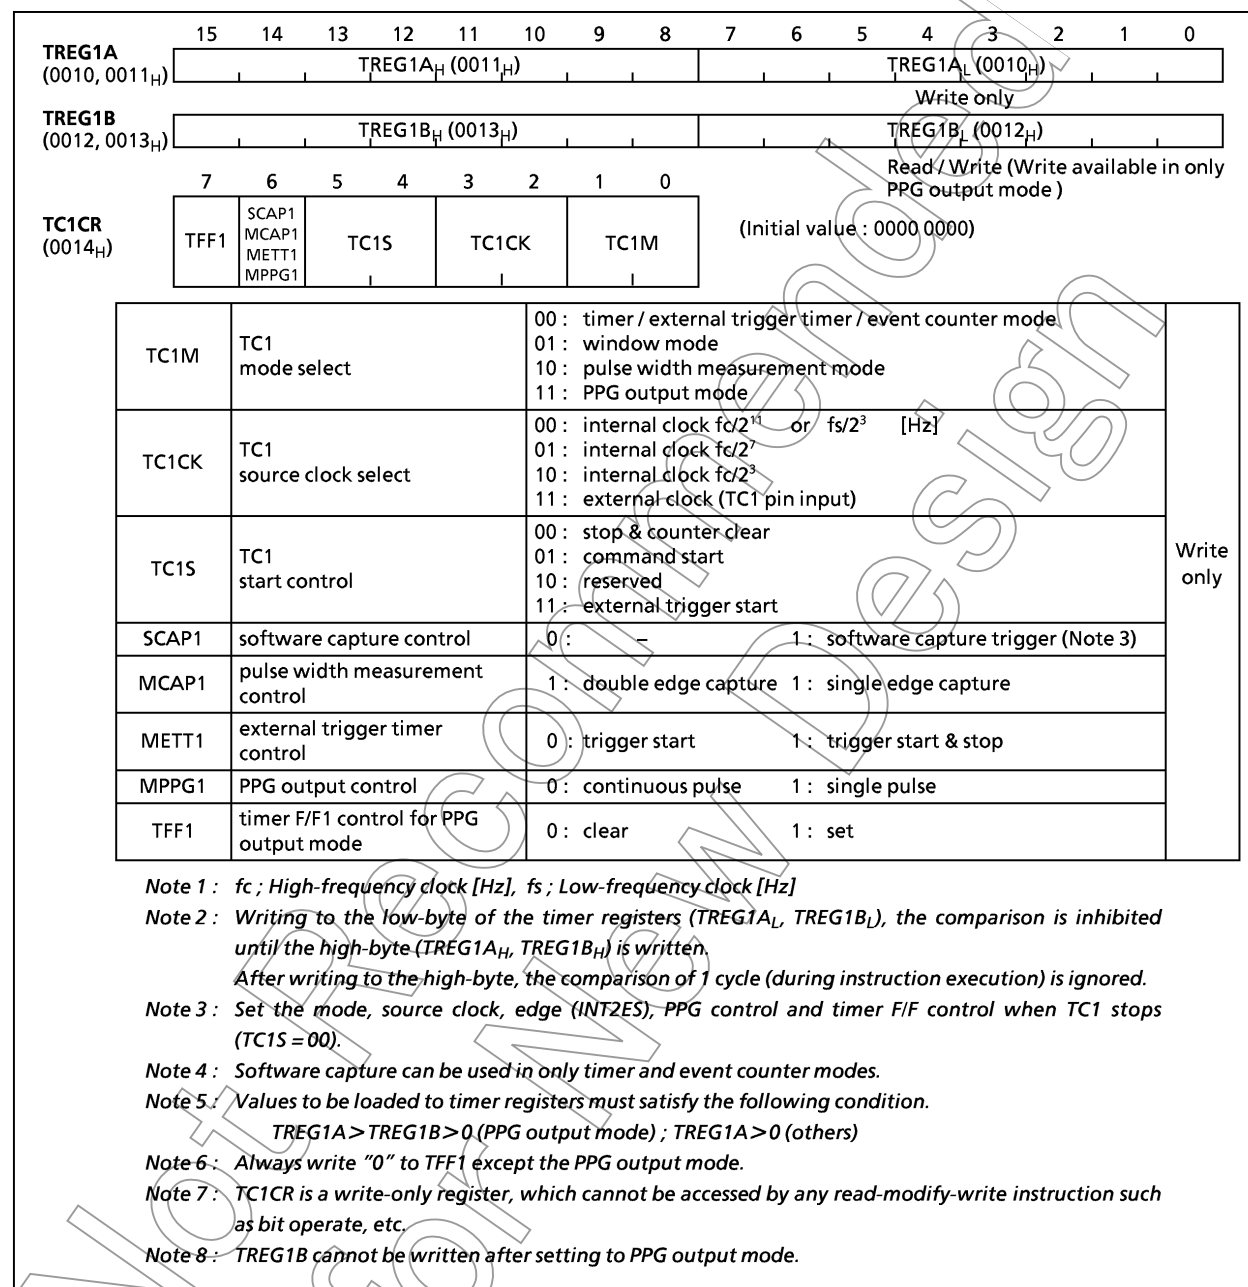 15 14 13 12 11 10 9 8 7 6 5 4 3 2 1 0
TREG1A
(0010, 0011H)
TREG1AH (0011H) TREG1AL (0010H)
Write only
TREG1B
(0012, 0013H)
TREG1BH (0013H) TREG1BL (0012H)
Read / Write (Write available in only
PPG output mode )
7 6 5 4 3 2 1 0
TC1CR
(0014H)
TFF1
SCAP1
MCAP1
METT1
MPPG1
TC1S TC1CK TC1M
(Initial value : 0000 0000)
TC1M
TC1
mode select
00 : timer / external trigger timer / event counter mode
01 : window mode
10 : pulse width measurement mode
11 : PPG output mode
TC1CK
TC1
source clock select
00 : internal clock fc/2¹¹ or fs/2³ [Hz]
01 : internal clock fc/2⁷
10 : internal clock fc/2³
11 : external clock (TC1 pin input)
TC1S
TC1
start control
00 : stop & counter clear
01 : command start
10 : reserved
11 : external trigger start
Write
only
SCAP1 software capture control 0 : – 1 : software capture trigger (Note 3)
MCAP1
pulse width measurement
control
1 : double edge capture 1 : single edge capture
METT1
external trigger timer
control
0 : trigger start 1 : trigger start & stop
MPPG1 PPG output control 0 : continuous pulse 1 : single pulse
TFF1
timer F/F1 control for PPG
output mode
0 : clear 1 : set
Note 1 : fc ; High-frequency clock [Hz], fs ; Low-frequency clock [Hz]
Note 2 : Writing to the low-byte of the timer registers (TREG1AL, TREG1BL), the comparison is inhibited
until the high-byte (TREG1AH, TREG1BH) is written.
After writing to the high-byte, the comparison of 1 cycle (during instruction execution) is ignored.
Note 3 : Set the mode, source clock, edge (INT2ES), PPG control and timer F/F control when TC1 stops
(TC1S = 00).
Note 4 : Software capture can be used in only timer and event counter modes.
Note 5 : Values to be loaded to timer registers must satisfy the following condition.
TREG1A > TREG1B > 0 (PPG output mode) ; TREG1A > 0 (others)
Note 6 : Always write "0" to TFF1 except the PPG output mode.
Note 7 : TC1CR is a write-only register, which cannot be accessed by any read-modify-write instruction such
as bit operate, etc.
Note 8 : TREG1B cannot be written after setting to PPG output mode.
Not Recommended
for New Design